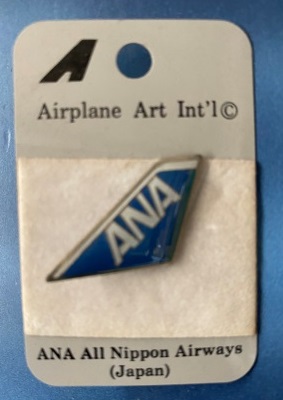 Airplane Art Int'l©
ANA
ANA All Nippon Airways
(Japan)